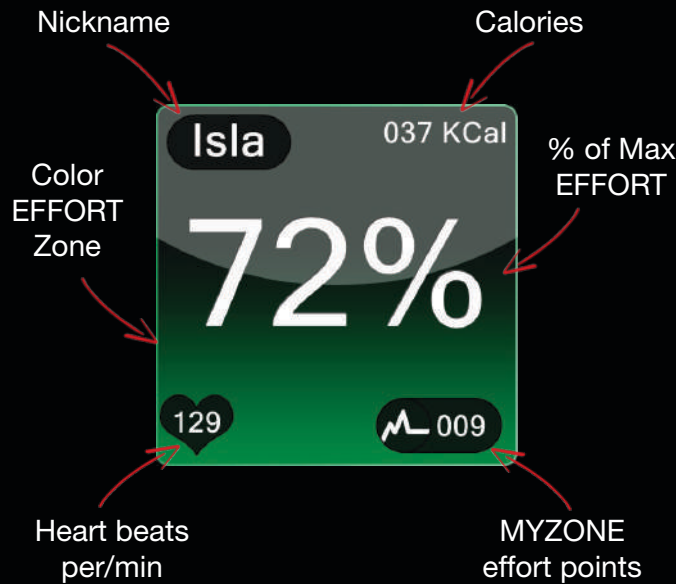 Nickname
Calories
Isla
037 KCal
% of Max
EFFORT
Color
EFFORT
Zone
72%
129
009
Heart beats
per/min
MYZONE
effort points